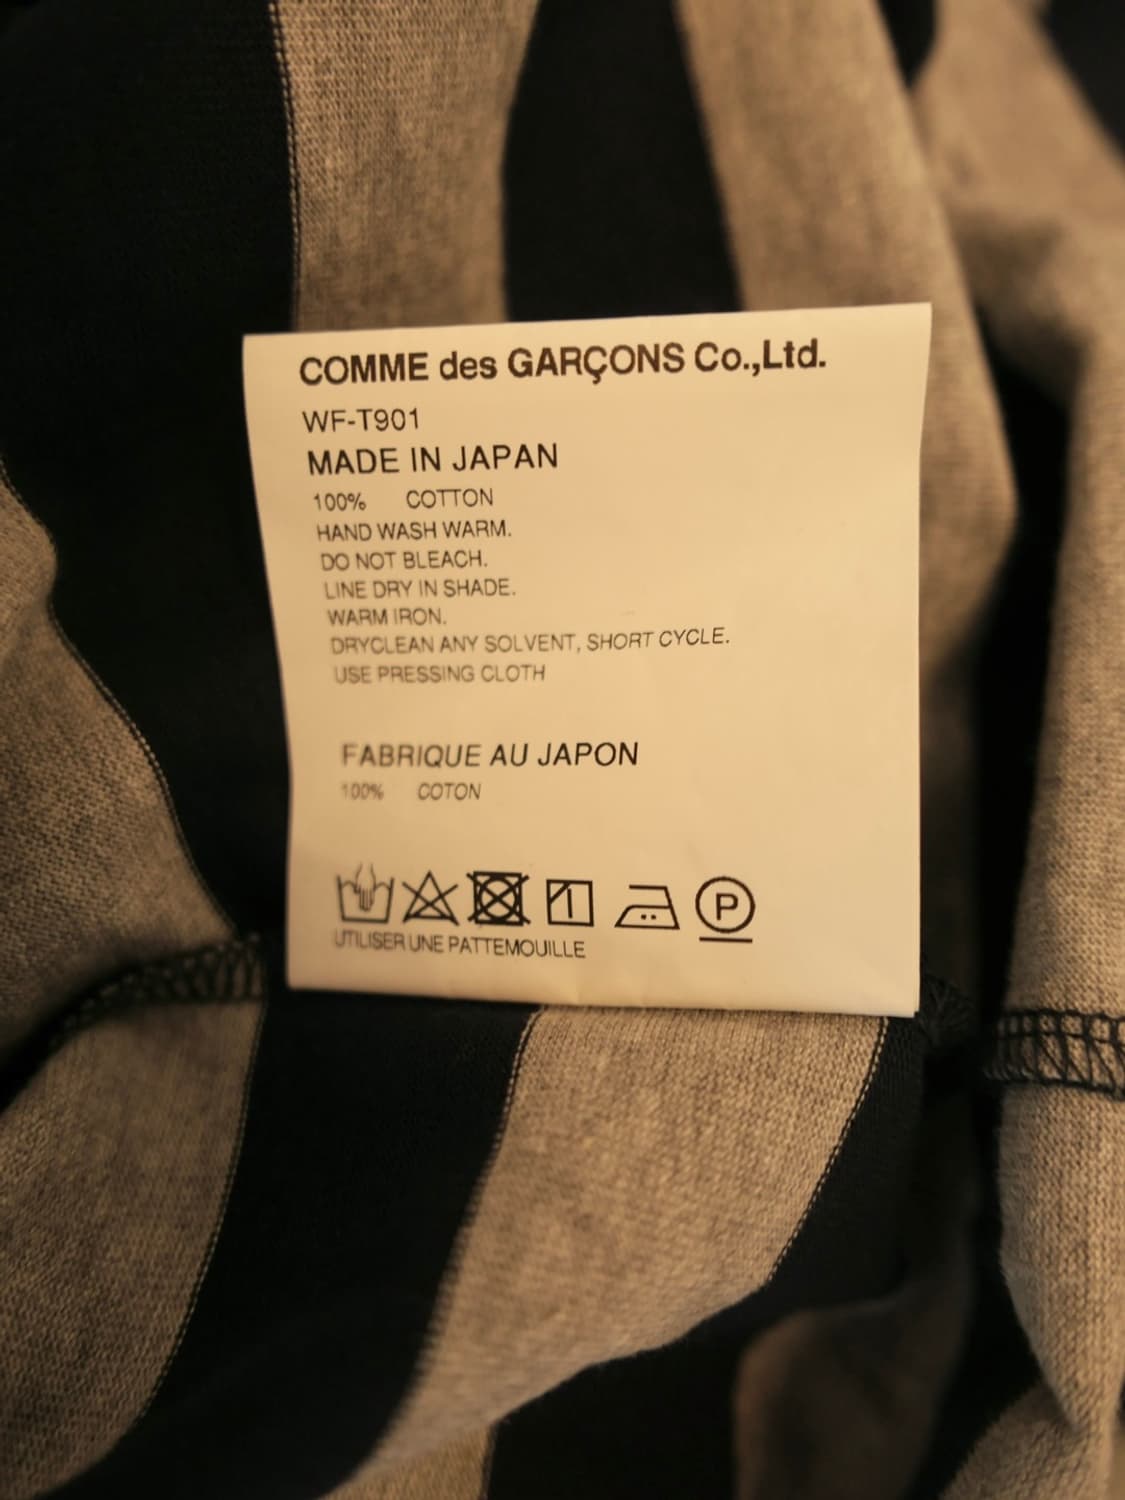 COMME des GARÇONS Co.,Ltd.
WF-T901
MADE IN JAPAN
100% COTTON
HAND WASH WARM.
DO NOT BLEACH.
LINE DRY IN SHADE.
WARM IRON.
DRYCLEAN ANY SOLVENT, SHORT CYCLE.
USE PRESSING CLOTH
FABRIQUE AU JAPON
100% COTON
P
UTILISER UNE PATTEMOUILLE